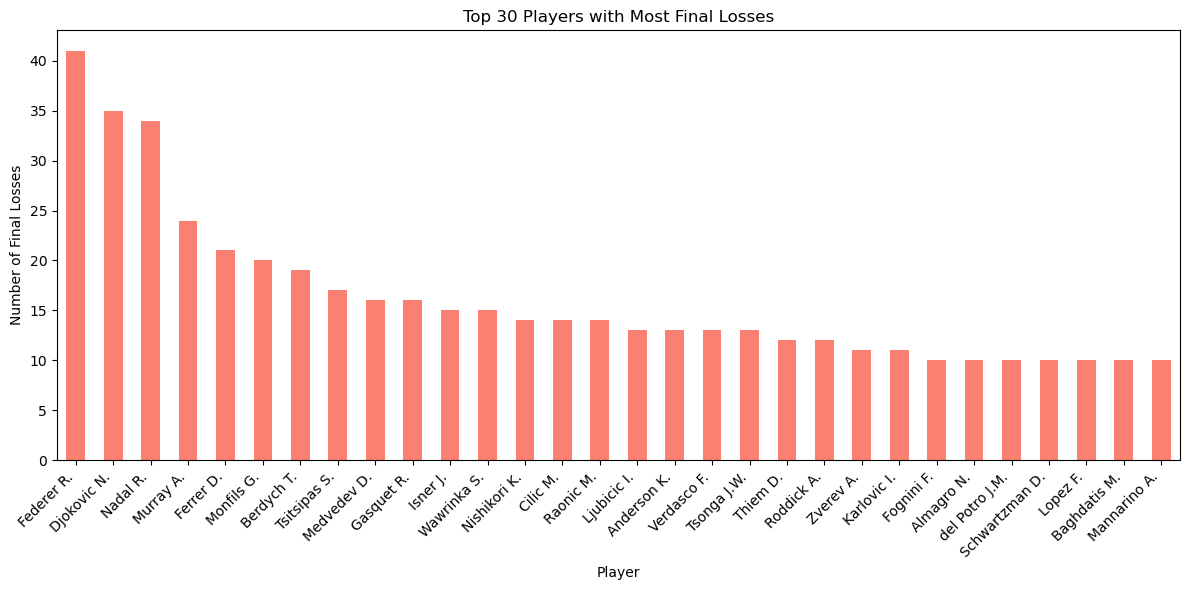 Top 30 Players with Most Final Losses
Number of Final Losses
40
35
30
25
20
15
10
5
0
Federer R.
Djokovic N.
Nadal R.
Murray A.
Ferrer D.
Monfils G.
Berdych T.
Tsitsipas S.
Medvedev D.
Gasquet R.
Isner J.
Wawrinka S.
Nishikori K.
Cilic M.
Raonic M.
Ljubicic I.
Anderson K.
Verdasco F.
Tsonga J.W.
Thiem D.
Roddick A.
Zverev A.
Karlovic I.
Fognini F.
Almagro N.
del Potro J.M.
Schwartzman D.
Lopez F.
Baghdatis M.
Mannarino A.
Player